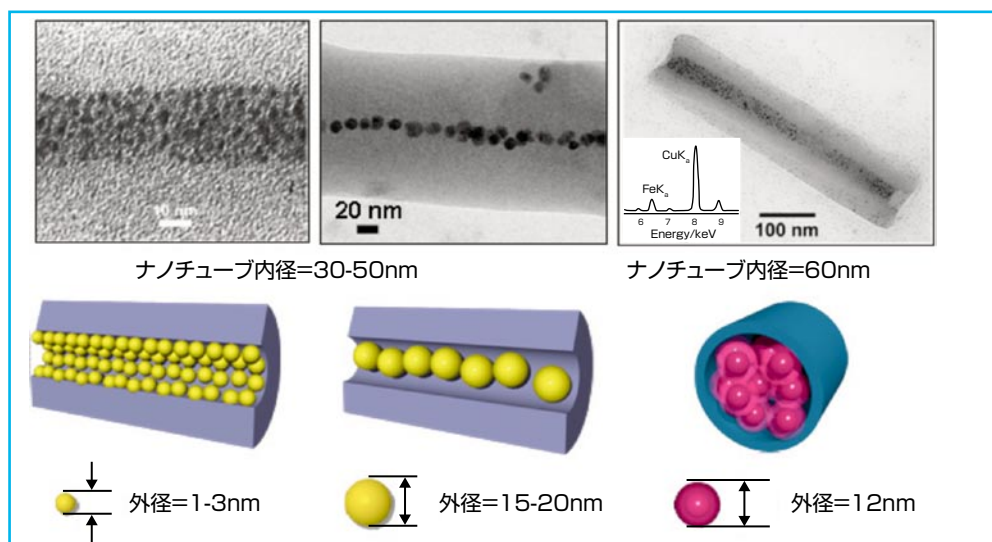 10 nm
20 nm
CuKa
FeKa
6 7 8 9
Energy/keV
100 nm
ナノチューブ内径=30-50nm
ナノチューブ内径=60nm
外径=1-3nm
外径=15-20nm
外径=12nm